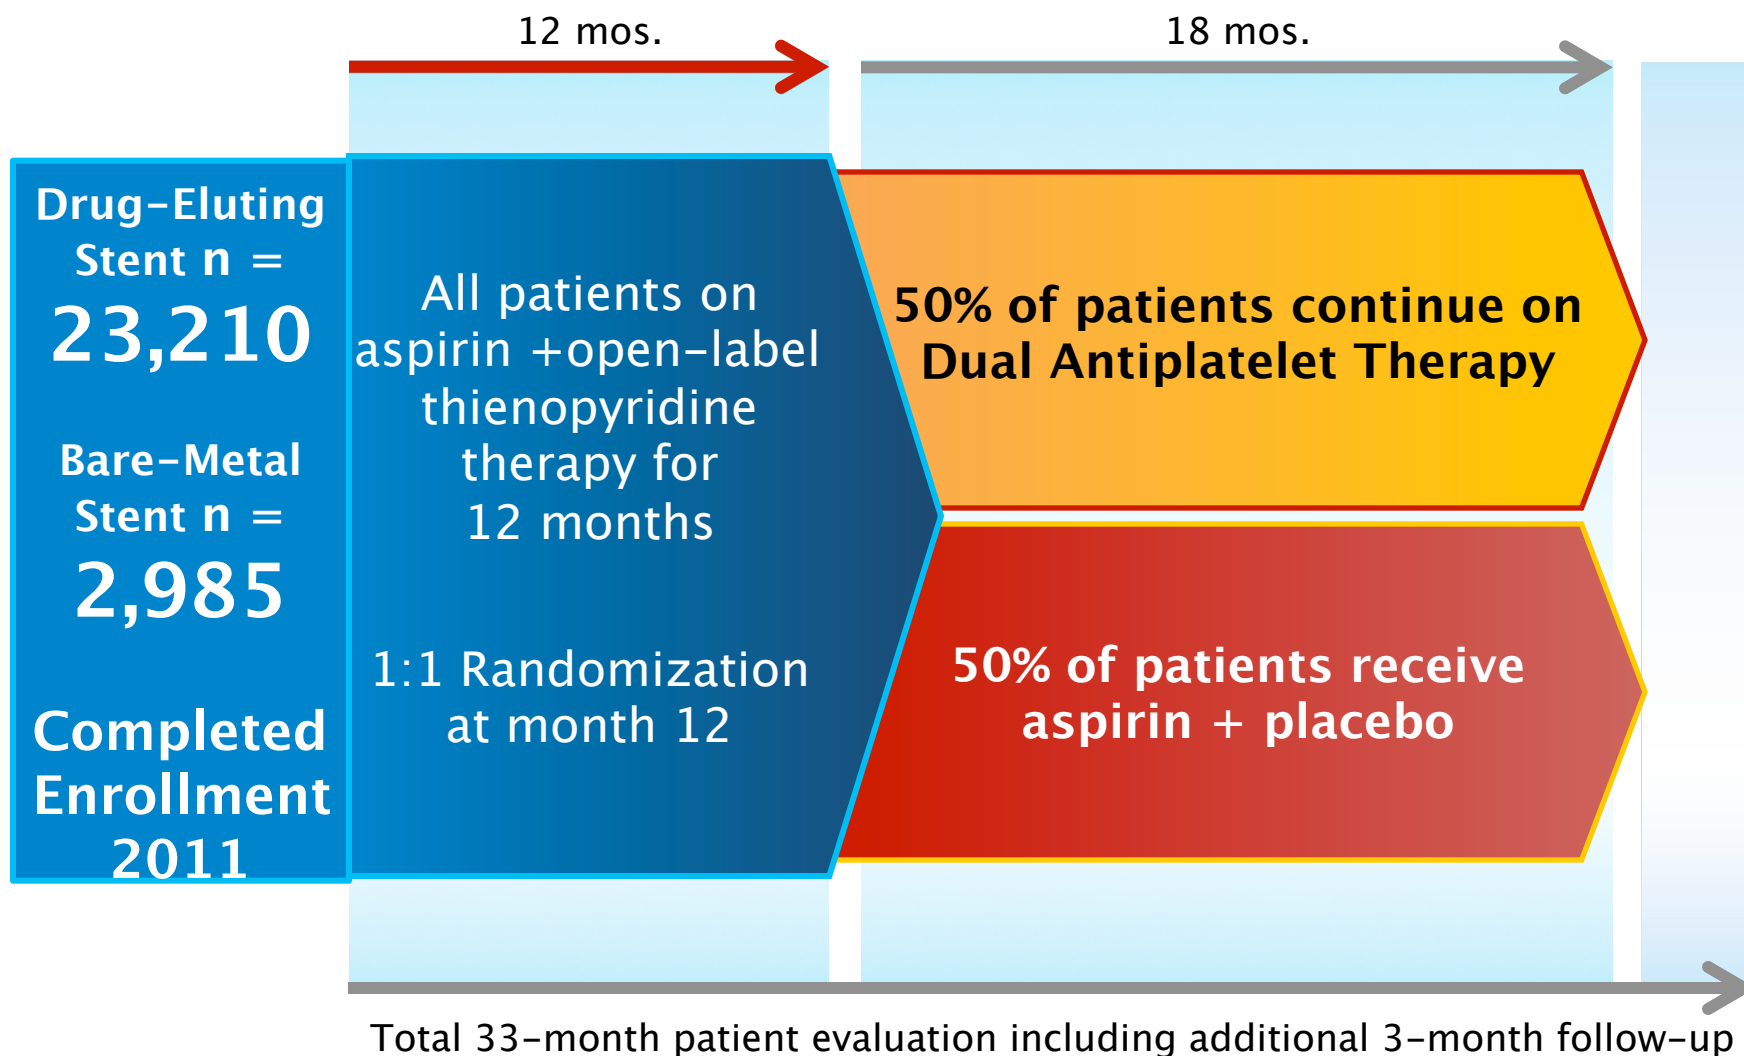 12 mos.
18 mos.
Drug-Eluting
Stent n =
23,210
Bare-Metal
Stent n =
2,985
Completed
Enrollment
2011
All patients on
aspirin +open-label
thienopyridine
therapy for
12 months
1:1 Randomization
at month 12
50% of patients continue on
Dual Antiplatelet Therapy
50% of patients receive
aspirin + placebo
Total 33-month patient evaluation including additional 3-month follow-up